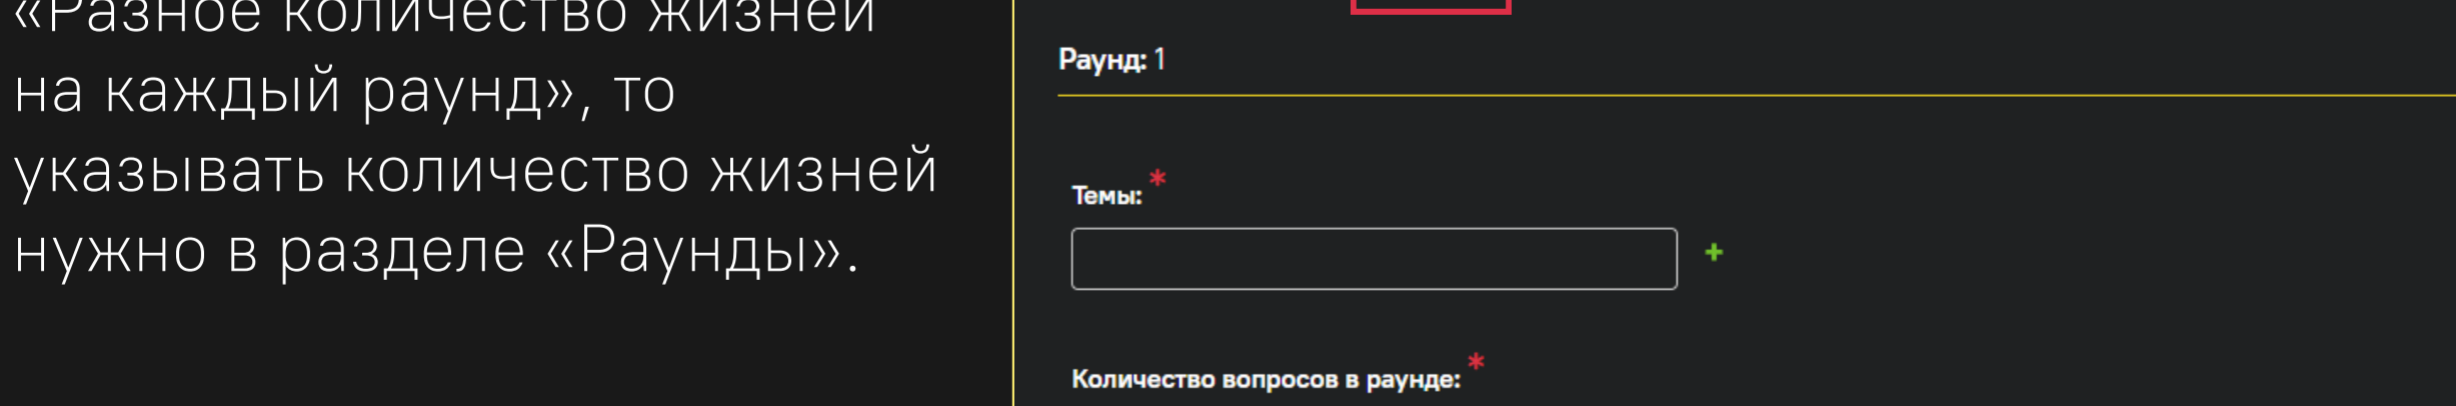 «Разное количество жизней
на каждый раунд», то
указывать количество жизней
нужно в разделе «Раунды».
Раунд: 1
Темы: *
+
Количество вопросов в раунде: *